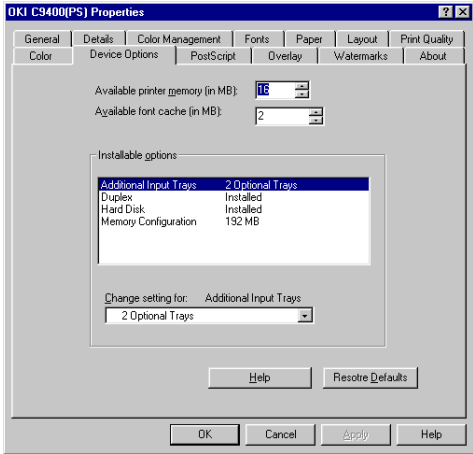 OKI C9400(PS) Properties
General Details Color Management Fonts Paper Layout Print Quality
Color Device Options PostScript Overlay Watermarks About
Available printer memory (in MB): 16
Available font cache (in MB): 2
Installable options
Additional Input Trays 2 Optional Trays
Duplex Installed
Hard Disk Installed
Memory Configuration 192 MB
Change setting for: Additional Input Trays
2 Optional Trays
Help Resotre Defaults
OK Cancel Apply Help